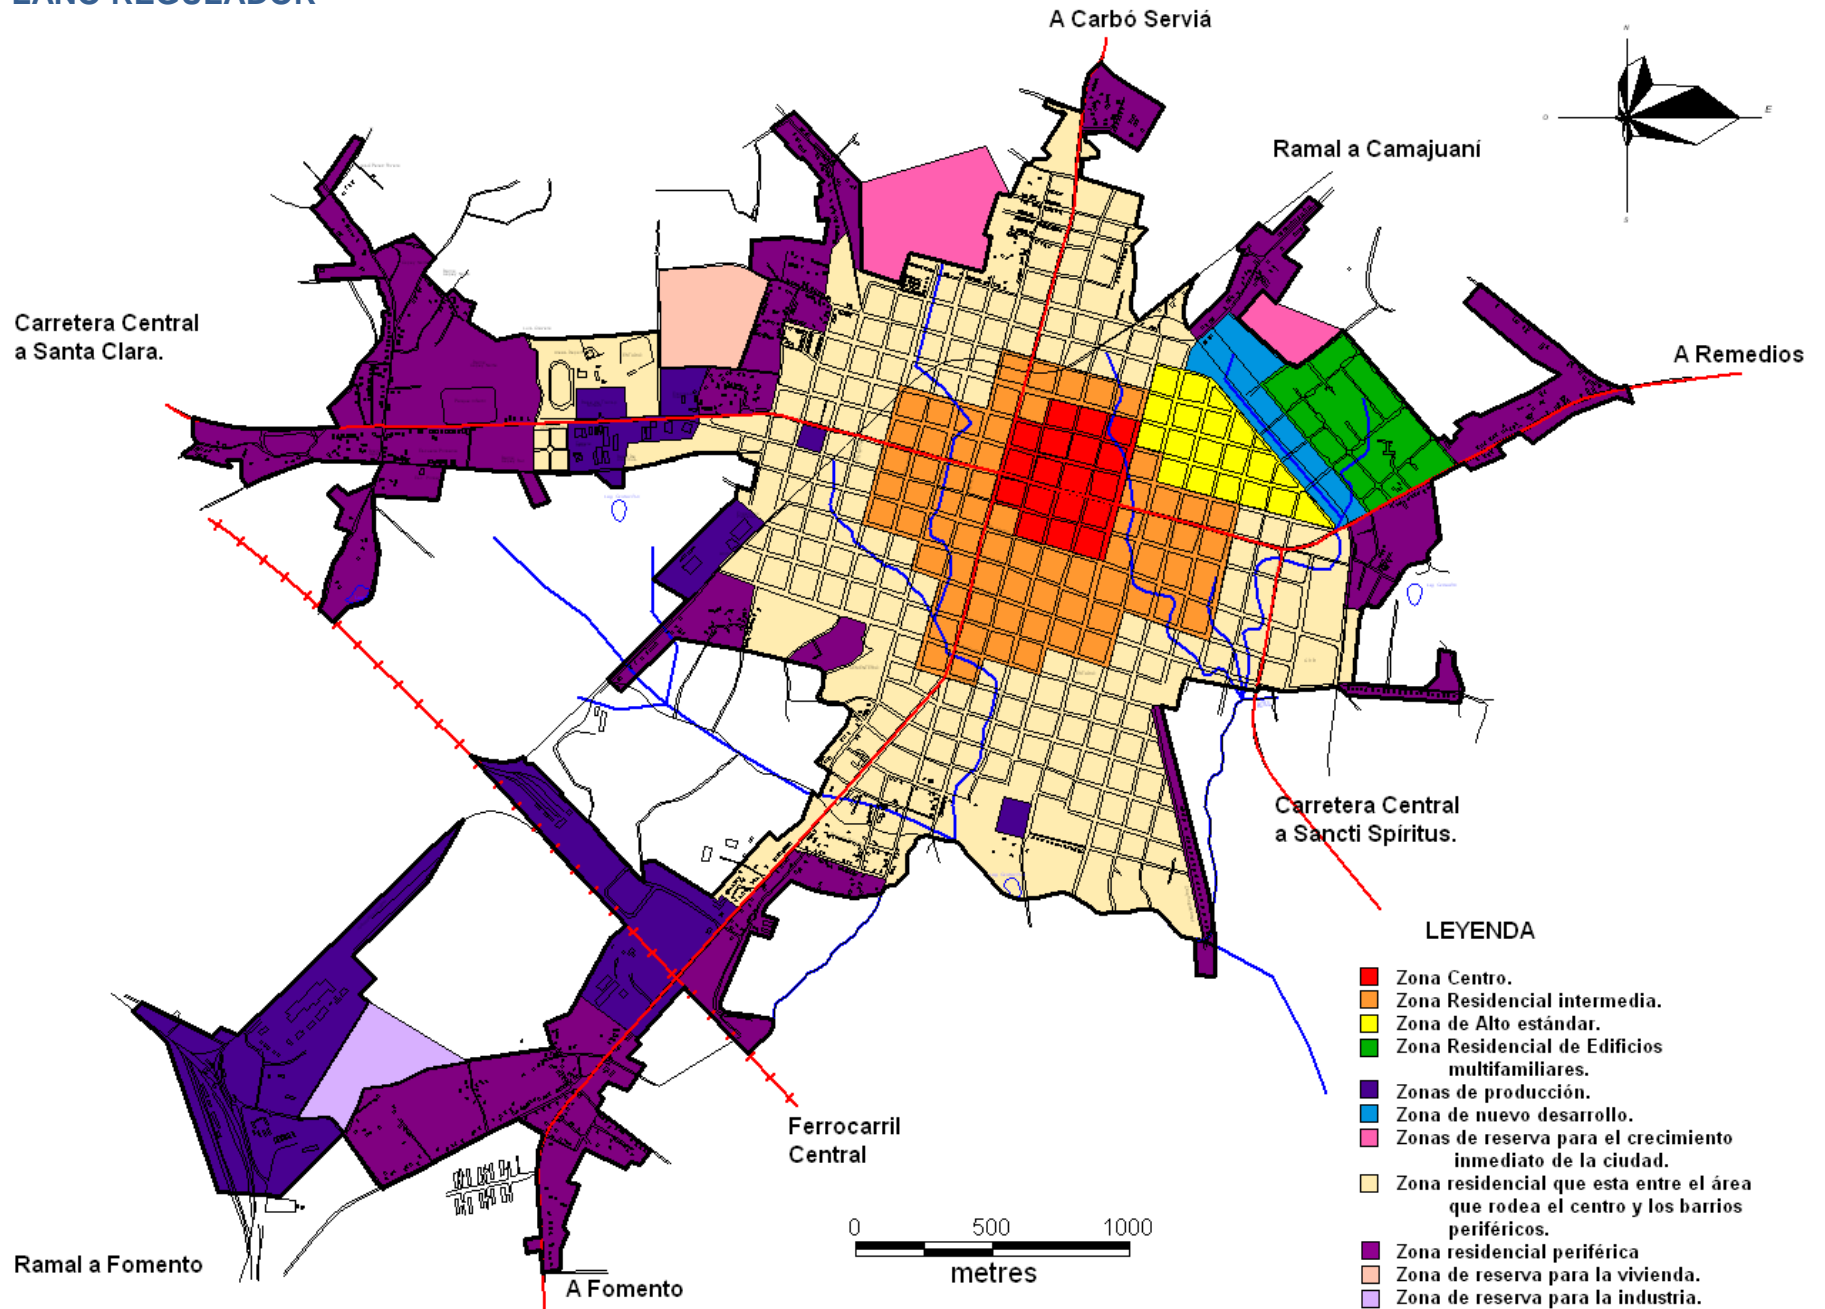 LANO REGULADOR
A Carbó Serviá
N
E
O
S
Ramal a Camajuaní
Carretera Central
a Santa Clara.
A Remedios
Carretera Central
a Sancti Spíritus.
Ferrocarril
Central
Ramal a Fomento
A Fomento
0 500 1000
metres
LEYENDA
Zona Centro.
Zona Residencial intermedia.
Zona de Alto estándar.
Zona Residencial de Edificios
multifamiliares.
Zonas de producción.
Zona de nuevo desarrollo.
Zonas de reserva para el crecimiento
inmediato de la ciudad.
Zona residencial que esta entre el área
que rodea el centro y los barrios
periféricos.
Zona residencial periférica
Zona de reserva para la vivienda.
Zona de reserva para la industria.